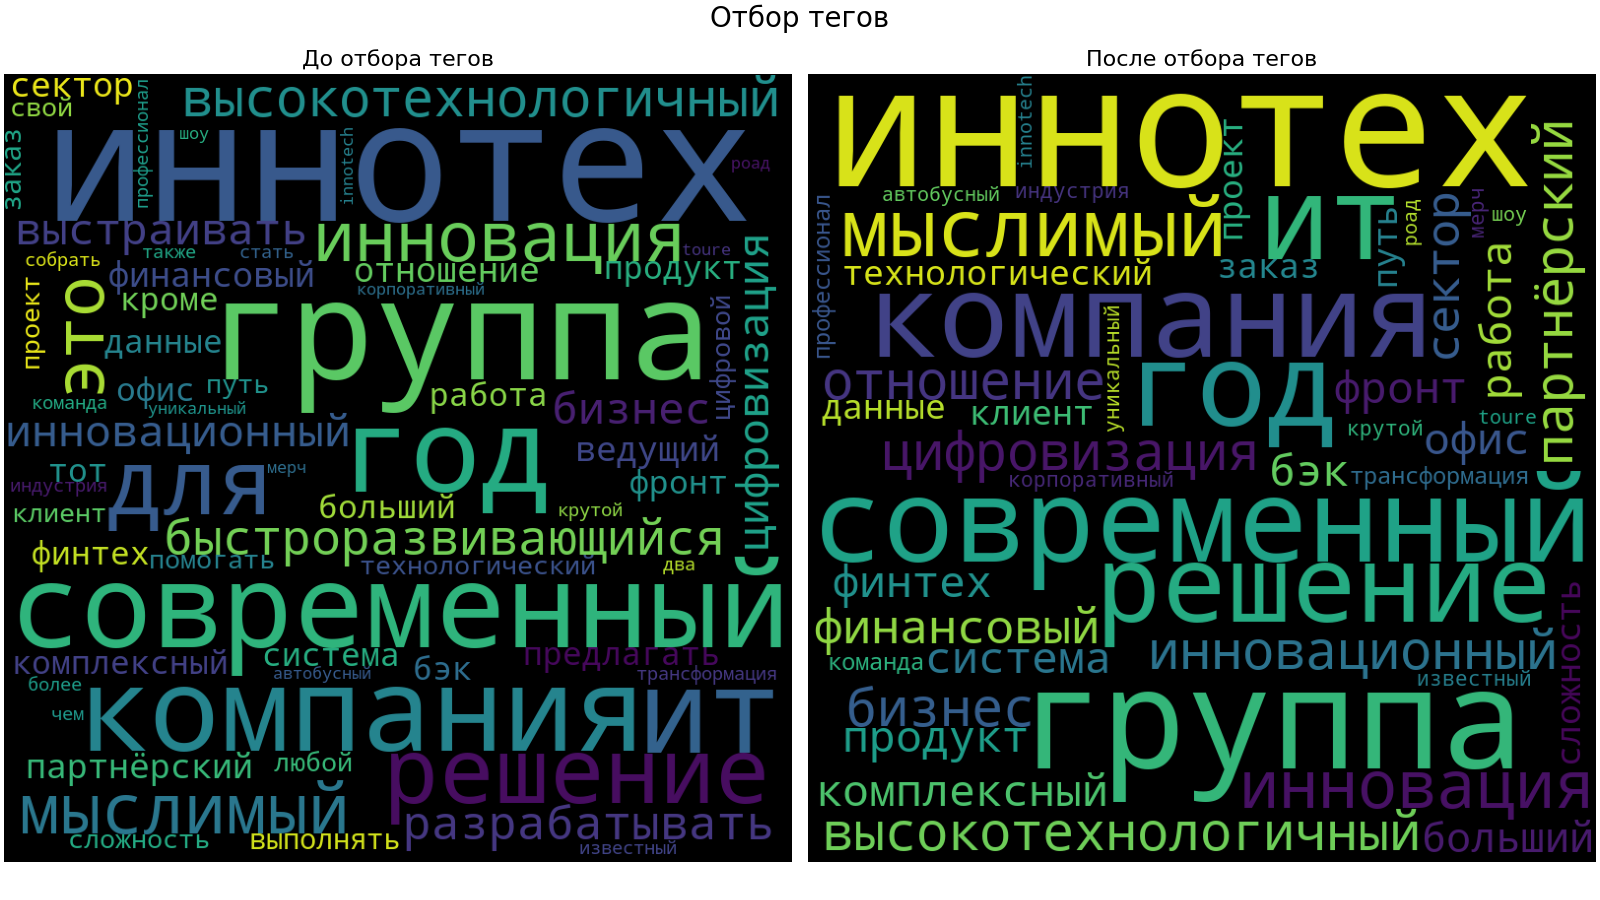 Отбор тегов
До отбора тегов
сектор
свой
профессионал
высокотехнологичный
шоу
заказ
innotech
иннотех
роад
выстраивать
также
стать
инновация
toure
собрать
финансовый
отношение
продукт
корпоративный
проект
это
кроме
группа
данные
цифровой
цифровизация
офис
путь
команда
уникальный
работа
бизнес
инновационный
год
ведущий
тот
для
мерч
индустрия
фронт
клиент
больший
крутой
быстроразвивающийся
финтех
помогать
технологический
два
современный
комплексный
система
автобусный
бэк
предлагать
трансформация
более
чем
компания
ит
партнёрский
любой
решение
мыслимый
разрабатывать
сложность
выполнять
известный
После отбора тегов
иннотех
innotech
проект
автобусный
индустрия
профессионал
мыслимый
ит
путь
роад
сектор
мерч
шоу
партнёрский
технологический
заказ
работа
компания
уникальный
отношение
год
фронт
данные
клиент
toure
крутой
офис
цифровизация
корпоративный
бэк
трансформация
современный
финтех
решение
сложность
финансовый
команда
система
инновационный
известный
бизнес
группа
продукт
комплексный
инновация
высокотехнологичный
больший